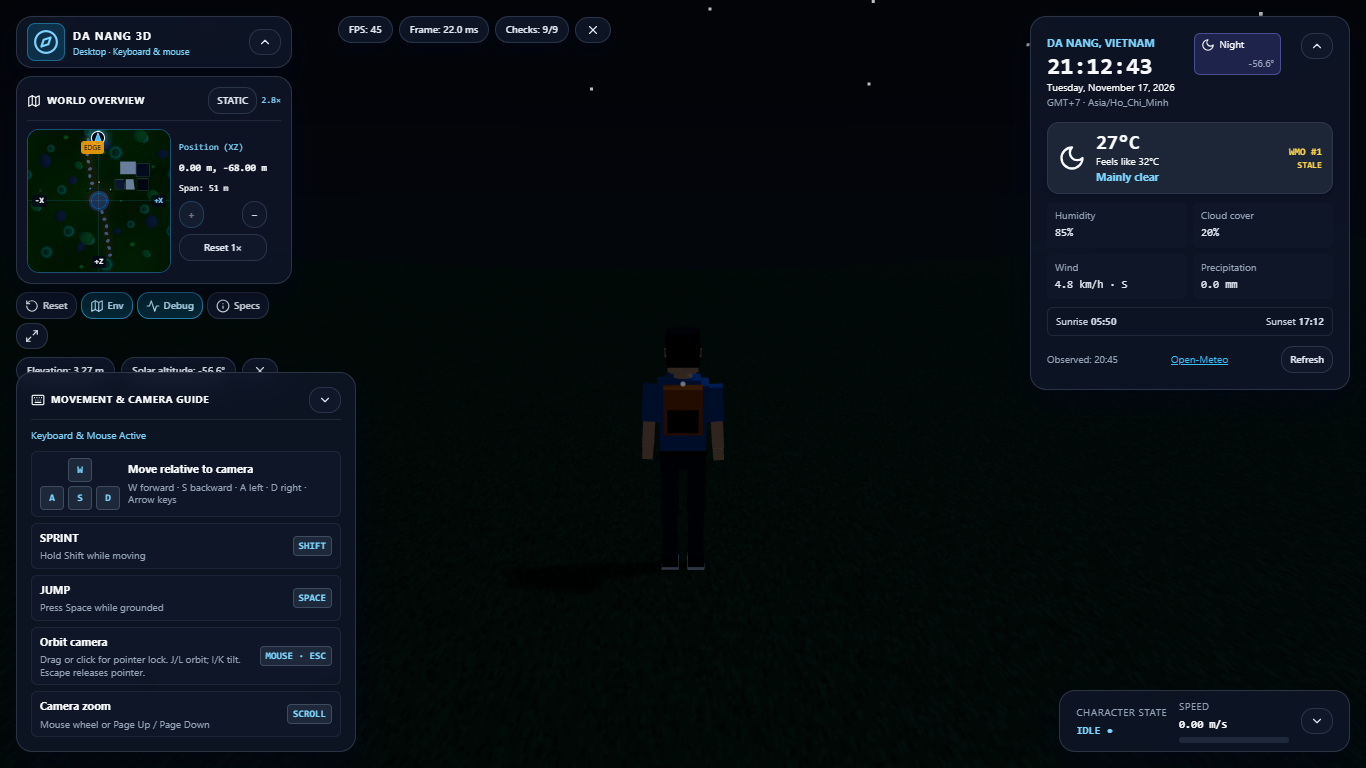 DA NANG 3D
Desktop · Keyboard & mouse
FPS: 45
Frame: 22.0 ms
Checks: 9/9
WORLD OVERVIEW
STATIC
2.8×
EDGE
-X
+X
+Z
Position (XZ)
0.00 m, -68.00 m
Span: 51 m
+
−
Reset 1×
Reset
Env
Debug
Specs
Elevation: 3.27 m
Solar altitude: -56.6°
MOVEMENT & CAMERA GUIDE
Keyboard & Mouse Active
W
A S D
Move relative to camera
W forward · S backward · A left · D right ·
Arrow keys
SPRINT
Hold Shift while moving
SHIFT
JUMP
Press Space while grounded
SPACE
Orbit camera
Drag or click for pointer lock. J/L orbit; I/K tilt.
Escape releases pointer.
MOUSE · ESC
Camera zoom
Mouse wheel or Page Up / Page Down
SCROLL
DA NANG, VIETNAM
21:12:43
Tuesday, November 17, 2026
GMT+7 · Asia/Ho_Chi_Minh
Night
-56.6°
27°C
Feels like 32°C
Mainly clear
WMO #1
STALE
Humidity
85%
Cloud cover
20%
Wind
4.8 km/h · S
Precipitation
0.0 mm
Sunrise 05:50
Sunset 17:12
Observed: 20:45
Open-Meteo
Refresh
CHARACTER STATE
IDLE
SPEED
0.00 m/s